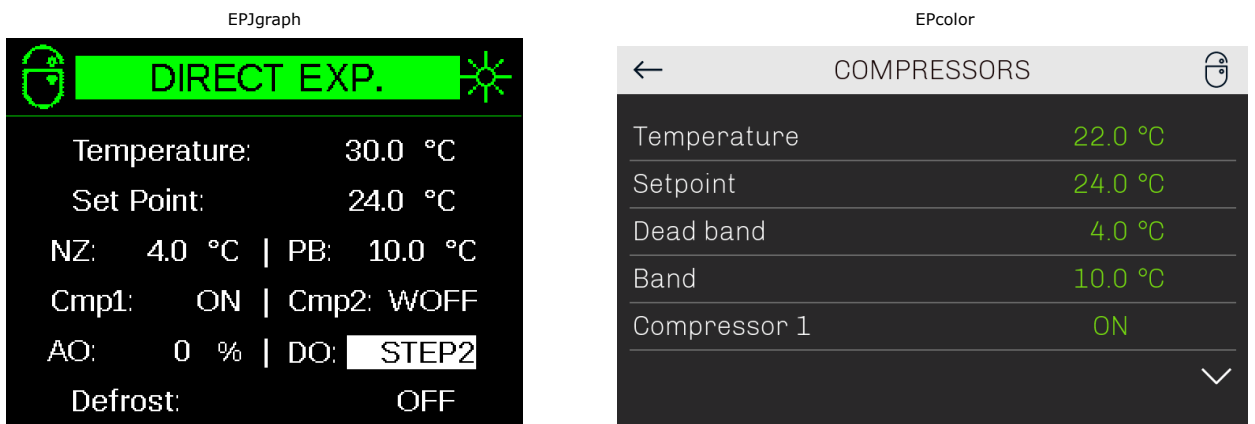 EPJgraph
DIRECT EXP.
Temperature: 30.0 °C
Set Point: 24.0 °C
NZ: 4.0 °C | PB: 10.0 °C
Cmp1: ON | Cmp2: WOFF
AO: 0 % | DO: STEP2
Defrost: OFF
EPcolor
COMPRESSORS
Temperature 22.0 °C
Setpoint 24.0 °C
Dead band 4.0 °C
Band 10.0 °C
Compressor 1 ON